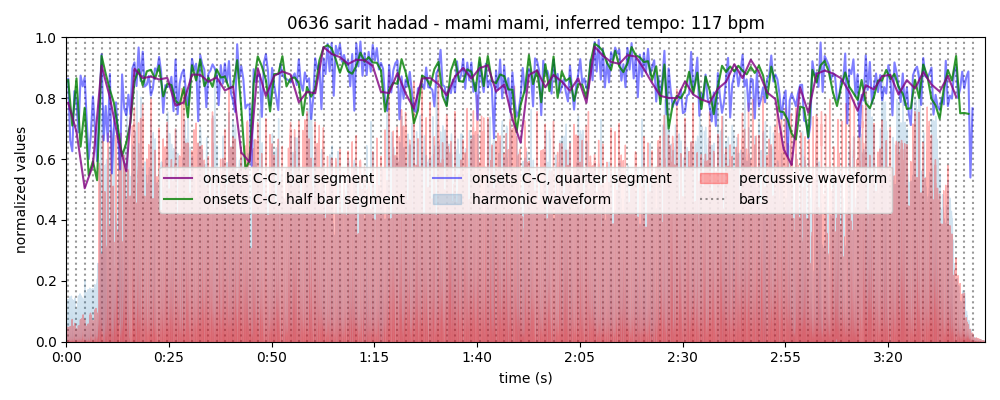 0636 sarit hadad - mami mami, inferred tempo: 117 bpm
normalized values
1.0
0.8
0.6
0.4
0.2
0.0
onsets C-C, bar segment
onsets C-C, half bar segment
onsets C-C, quarter segment
harmonic waveform
percussive waveform
bars
0:00 0:25 0:50 1:15 1:40 2:05 2:30 2:55 3:20
time (s)